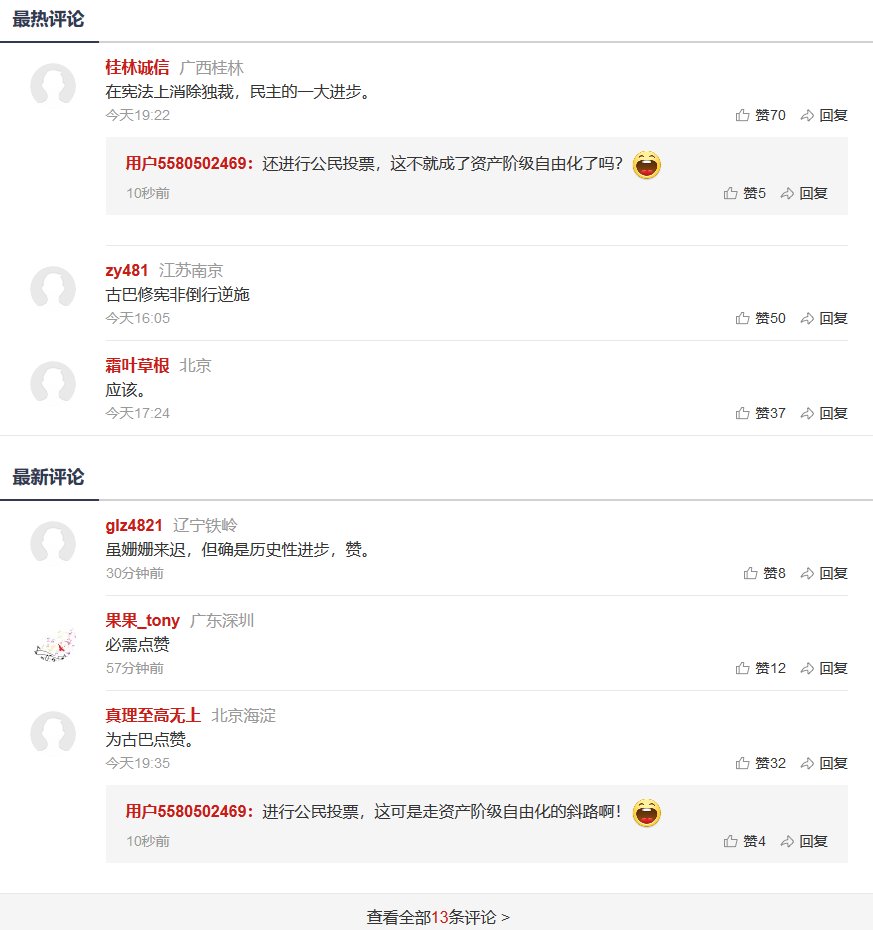 最热评论
桂林诚信 广西桂林
在宪法上消除独裁，民主的一大进步。
今天19:22 赞70 回复
用户5580502469：还进行公民投票，这不就成了资产阶级自由化了吗？
10秒前 赞5 回复
zy481 江苏南京
古巴修宪非倒行逆施
今天16:05 赞50 回复
霜叶草根 北京
应该。
今天17:24 赞37 回复
最新评论
glz4821 辽宁铁岭
虽姗姗来迟，但确是历史性进步，赞。
30分钟前 赞8 回复
果果_tony 广东深圳
必需点赞
57分钟前 赞12 回复
真理至高无上 北京海淀
为古巴点赞。
今天19:35 赞32 回复
用户5580502469：进行公民投票，这可是走资产阶级自由化的斜路啊！
10秒前 赞4 回复
查看全部13条评论 >